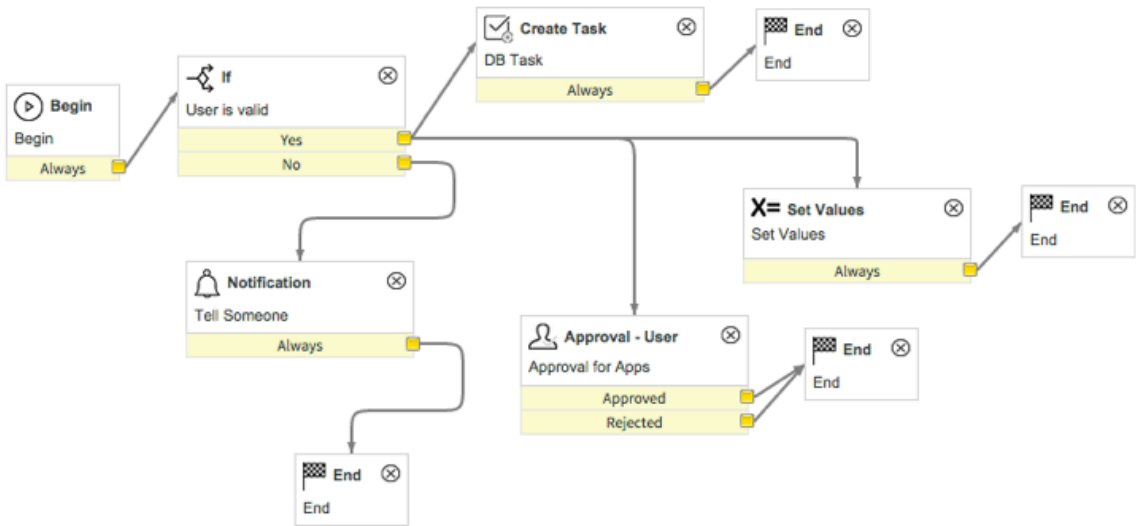 Begin
Begin
Always
If
User is valid
Yes
No
Create Task
DB Task
Always
End
End
X= Set Values
Set Values
Always
End
End
Notification
Tell Someone
Always
End
End
Approval - User
Approval for Apps
Approved
Rejected
End
End